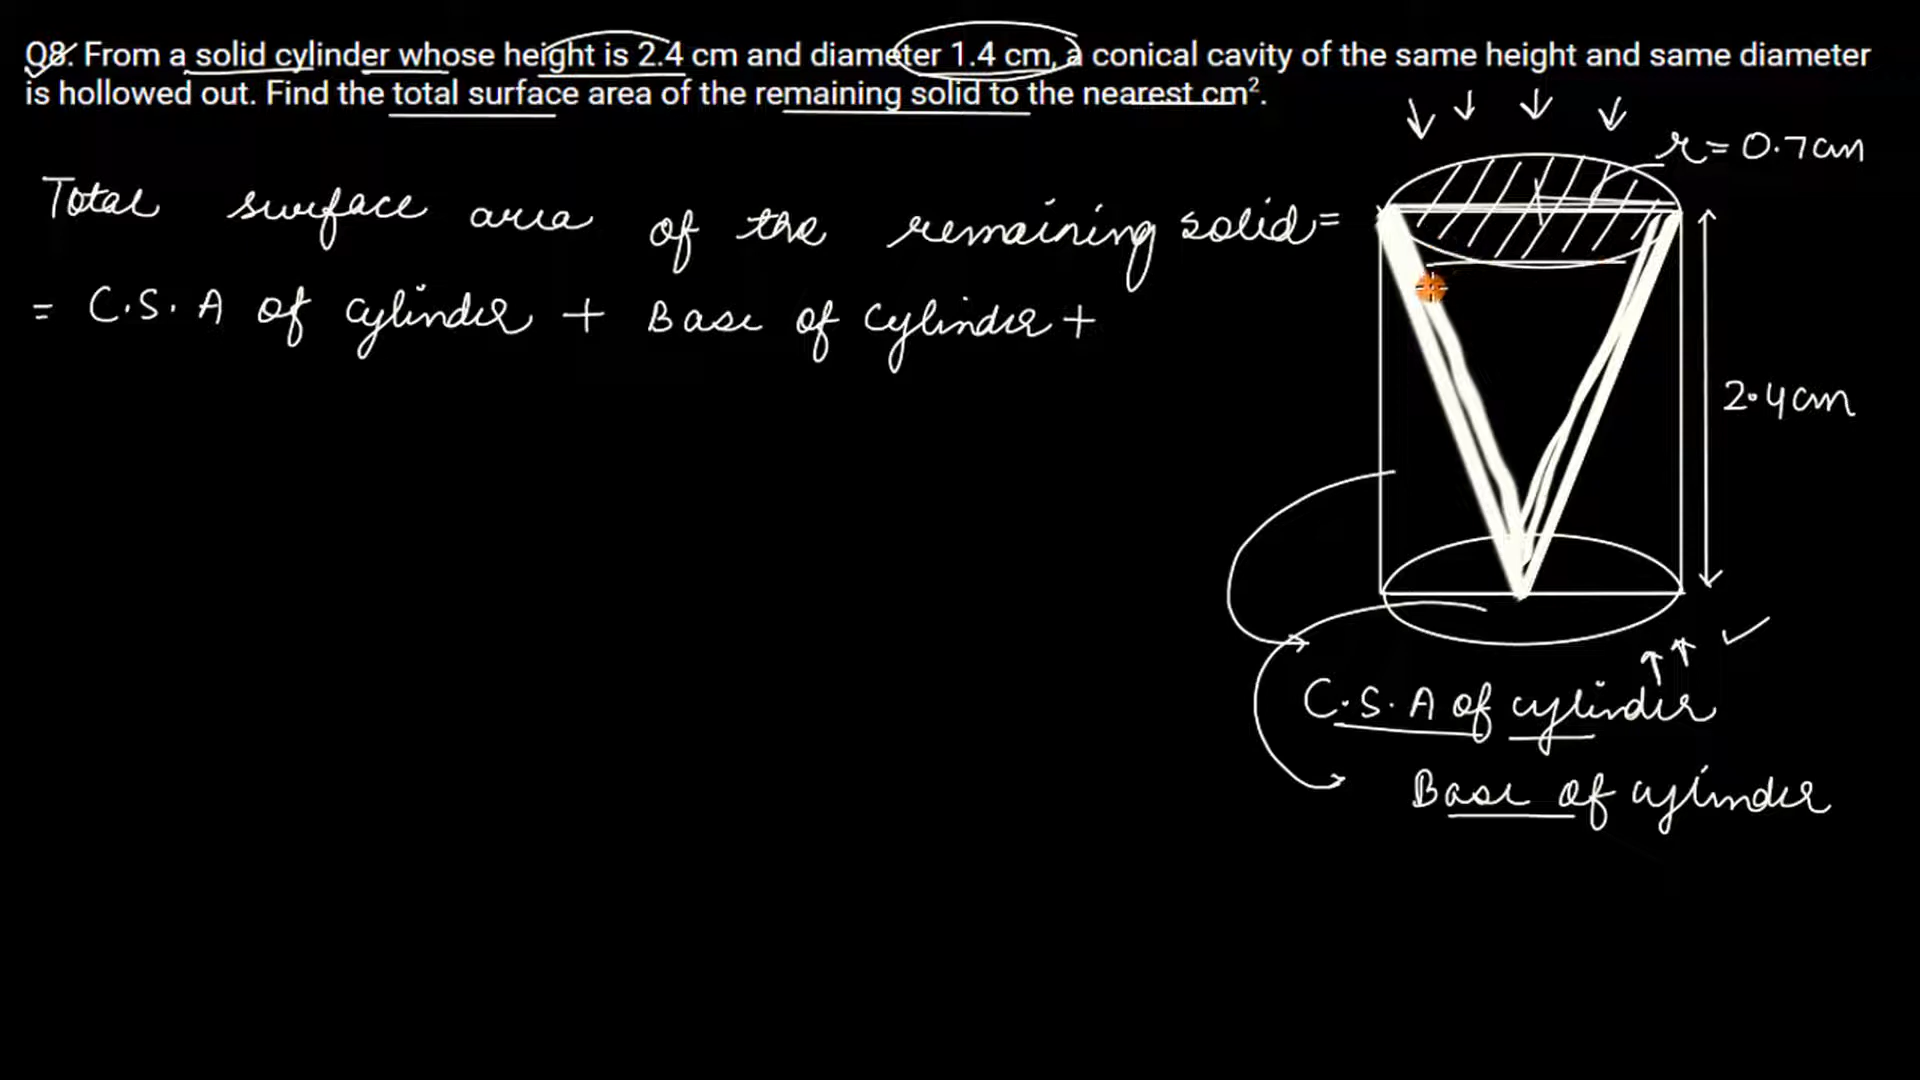 Q8. From a solid cylinder whose height is 2.4 cm and diameter 1.4 cm, a conical cavity of the same height and same diameter
is hollowed out. Find the total surface area of the remaining solid to the nearest cm².
r = 0.7cm
Total surface area of the remaining solid =
= C.S.A of cylinder + Base of cylinder +
2.4cm
C.S.A of cylinder
Base of cylinder